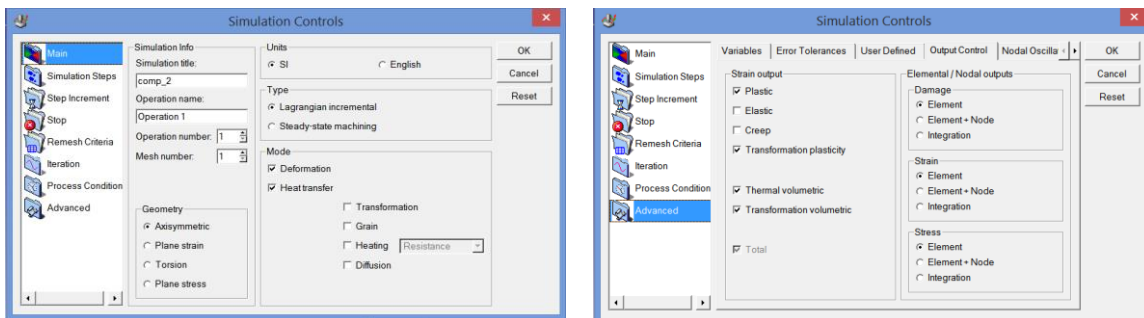 Simulation Controls
Main
Simulation Steps
Step Increment
Stop
Remesh Criteria
Iteration
Process Condition
Advanced
Simulation Info
Simulation title:
comp_2
Operation name:
Operation 1
Operation number: 1
Mesh number: 1
Geometry
Axisymmetric
Plane strain
Torsion
Plane stress
Units
SI English
Type
Lagrangian incremental
Steady-state machining
Mode
Deformation
Heat transfer
Transformation
Grain
Heating Resistance
Diffusion
OK
Cancel
Reset
Simulation Controls
Main
Simulation Steps
Step Increment
Stop
Remesh Criteria
Iteration
Process Condition
Advanced
Variables Error Tolerances User Defined Output Control Nodal Oscilla
Strain output
Plastic
Elastic
Creep
Transformation plasticity
Thermal volumetric
Transformation volumetric
Total
Elemental / Nodal outputs
Damage
Element
Element + Node
Integration
Strain
Element
Element + Node
Integration
Stress
Element
Element + Node
Integration
OK
Cancel
Reset